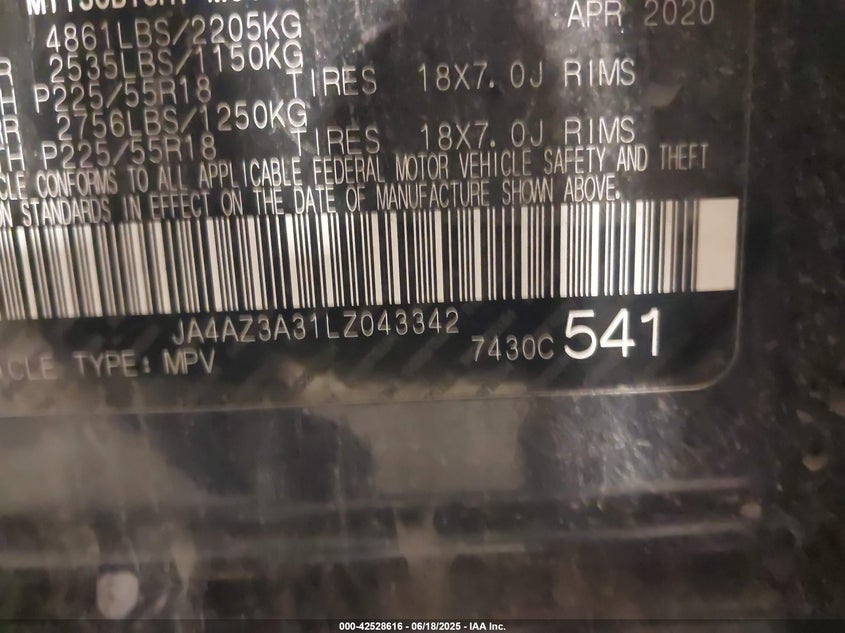 APR 2020
4861LBS/2205KG
2535LBS/1150KG
P225/55R18 TIRES 18X7.0J RIMS
2756LBS/1250KG
P225/55R18 TIRES 18X7.0J RIMS
CONFORMS TO ALL APPLICABLE FEDERAL MOTOR VEHICLE SAFETY AND THEFT
STANDARDS IN EFFECT ON THE DATE OF MANUFACTURE SHOWN ABOVE.
JA4AZ3A31LZ043342
7430C 541
TYPE: MPV
000-42528616 - 06/18/2025 - IAA Inc.